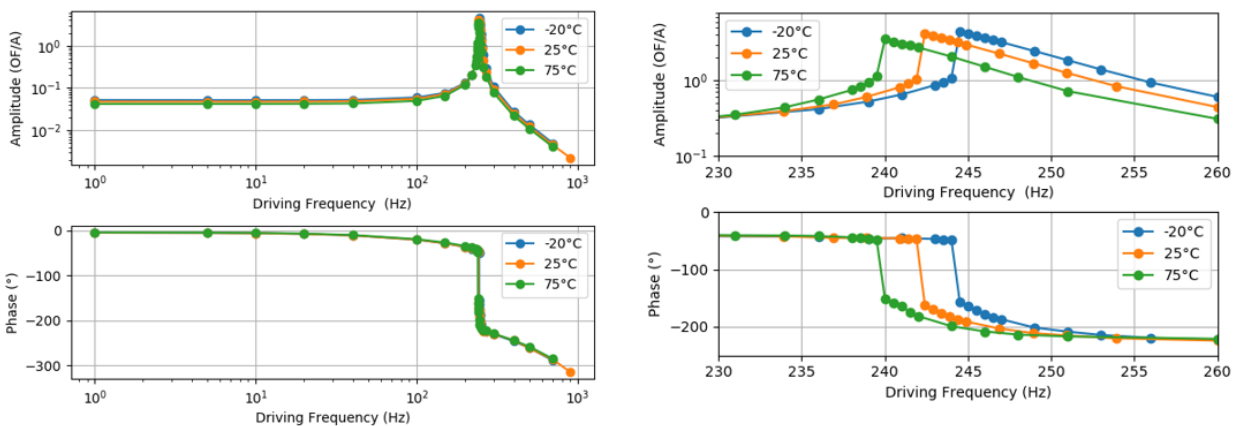 10⁰
10⁻¹
10⁻²
Amplitude (OF/A)
-20°C
25°C
75°C
10⁰ 10¹ 10² 10³
Driving Frequency (Hz)
10⁰
10⁻¹
Amplitude (OF/A)
-20°C
25°C
75°C
230 235 240 245 250 255 260
Driving Frequency (Hz)
0
−100
−200
−300
Phase (°)
-20°C
25°C
75°C
10⁰ 10¹ 10² 10³
Driving Frequency (Hz)
0
−100
−200
Phase (°)
-20°C
25°C
75°C
230 235 240 245 250 255 260
Driving Frequency (Hz)